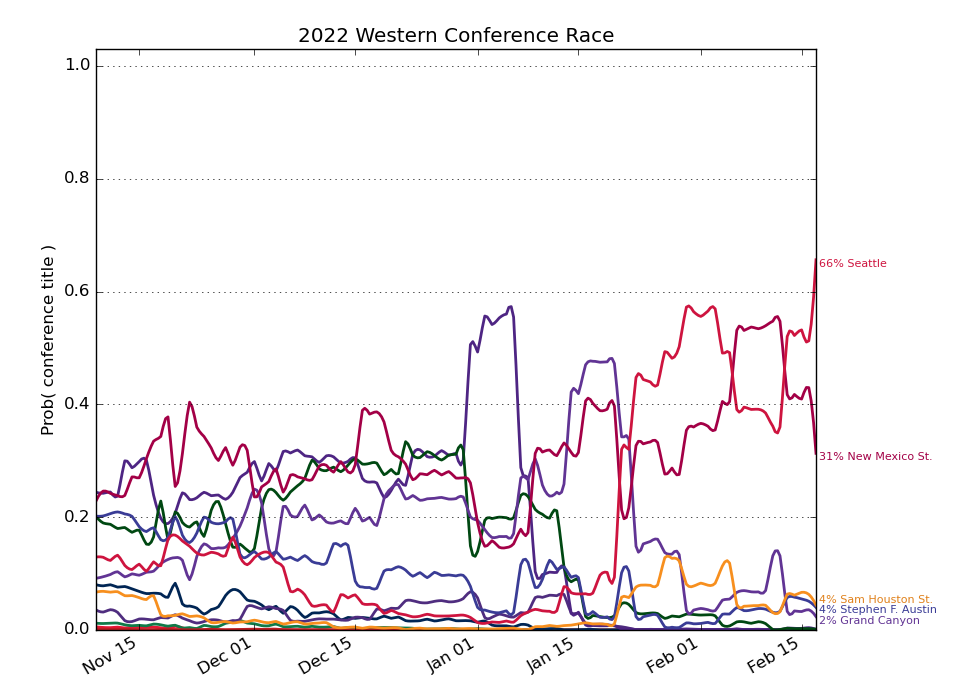 2022 Western Conference Race
Prob( conference title )
1.0
0.8
0.6
0.4
0.2
0.0
66% Seattle
31% New Mexico St.
4% Sam Houston St.
4% Stephen F. Austin
2% Grand Canyon
Nov 15
Dec 01
Dec 15
Jan 01
Jan 15
Feb 01
Feb 15